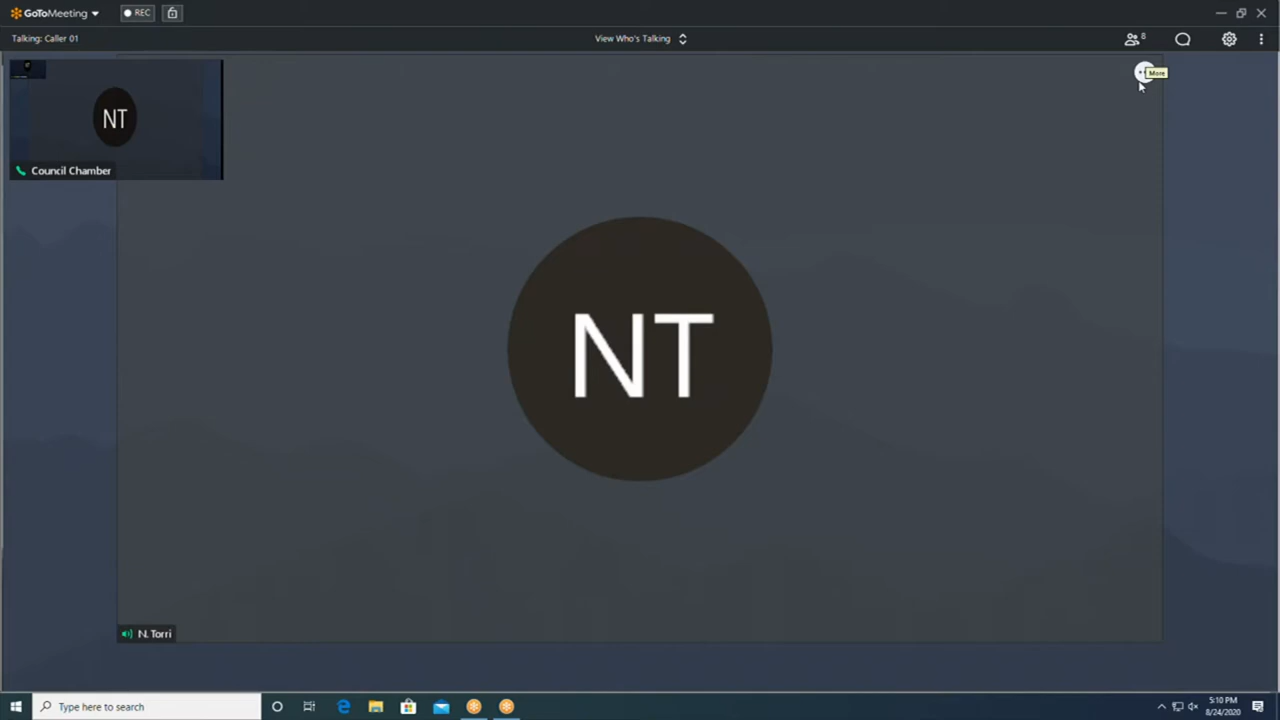 GoToMeeting
REC
Talking: Caller 01
View Who's Talking
8
More
NT
Council Chamber
NT
N. Torri
Type here to search
5:10 PM
8/24/2020